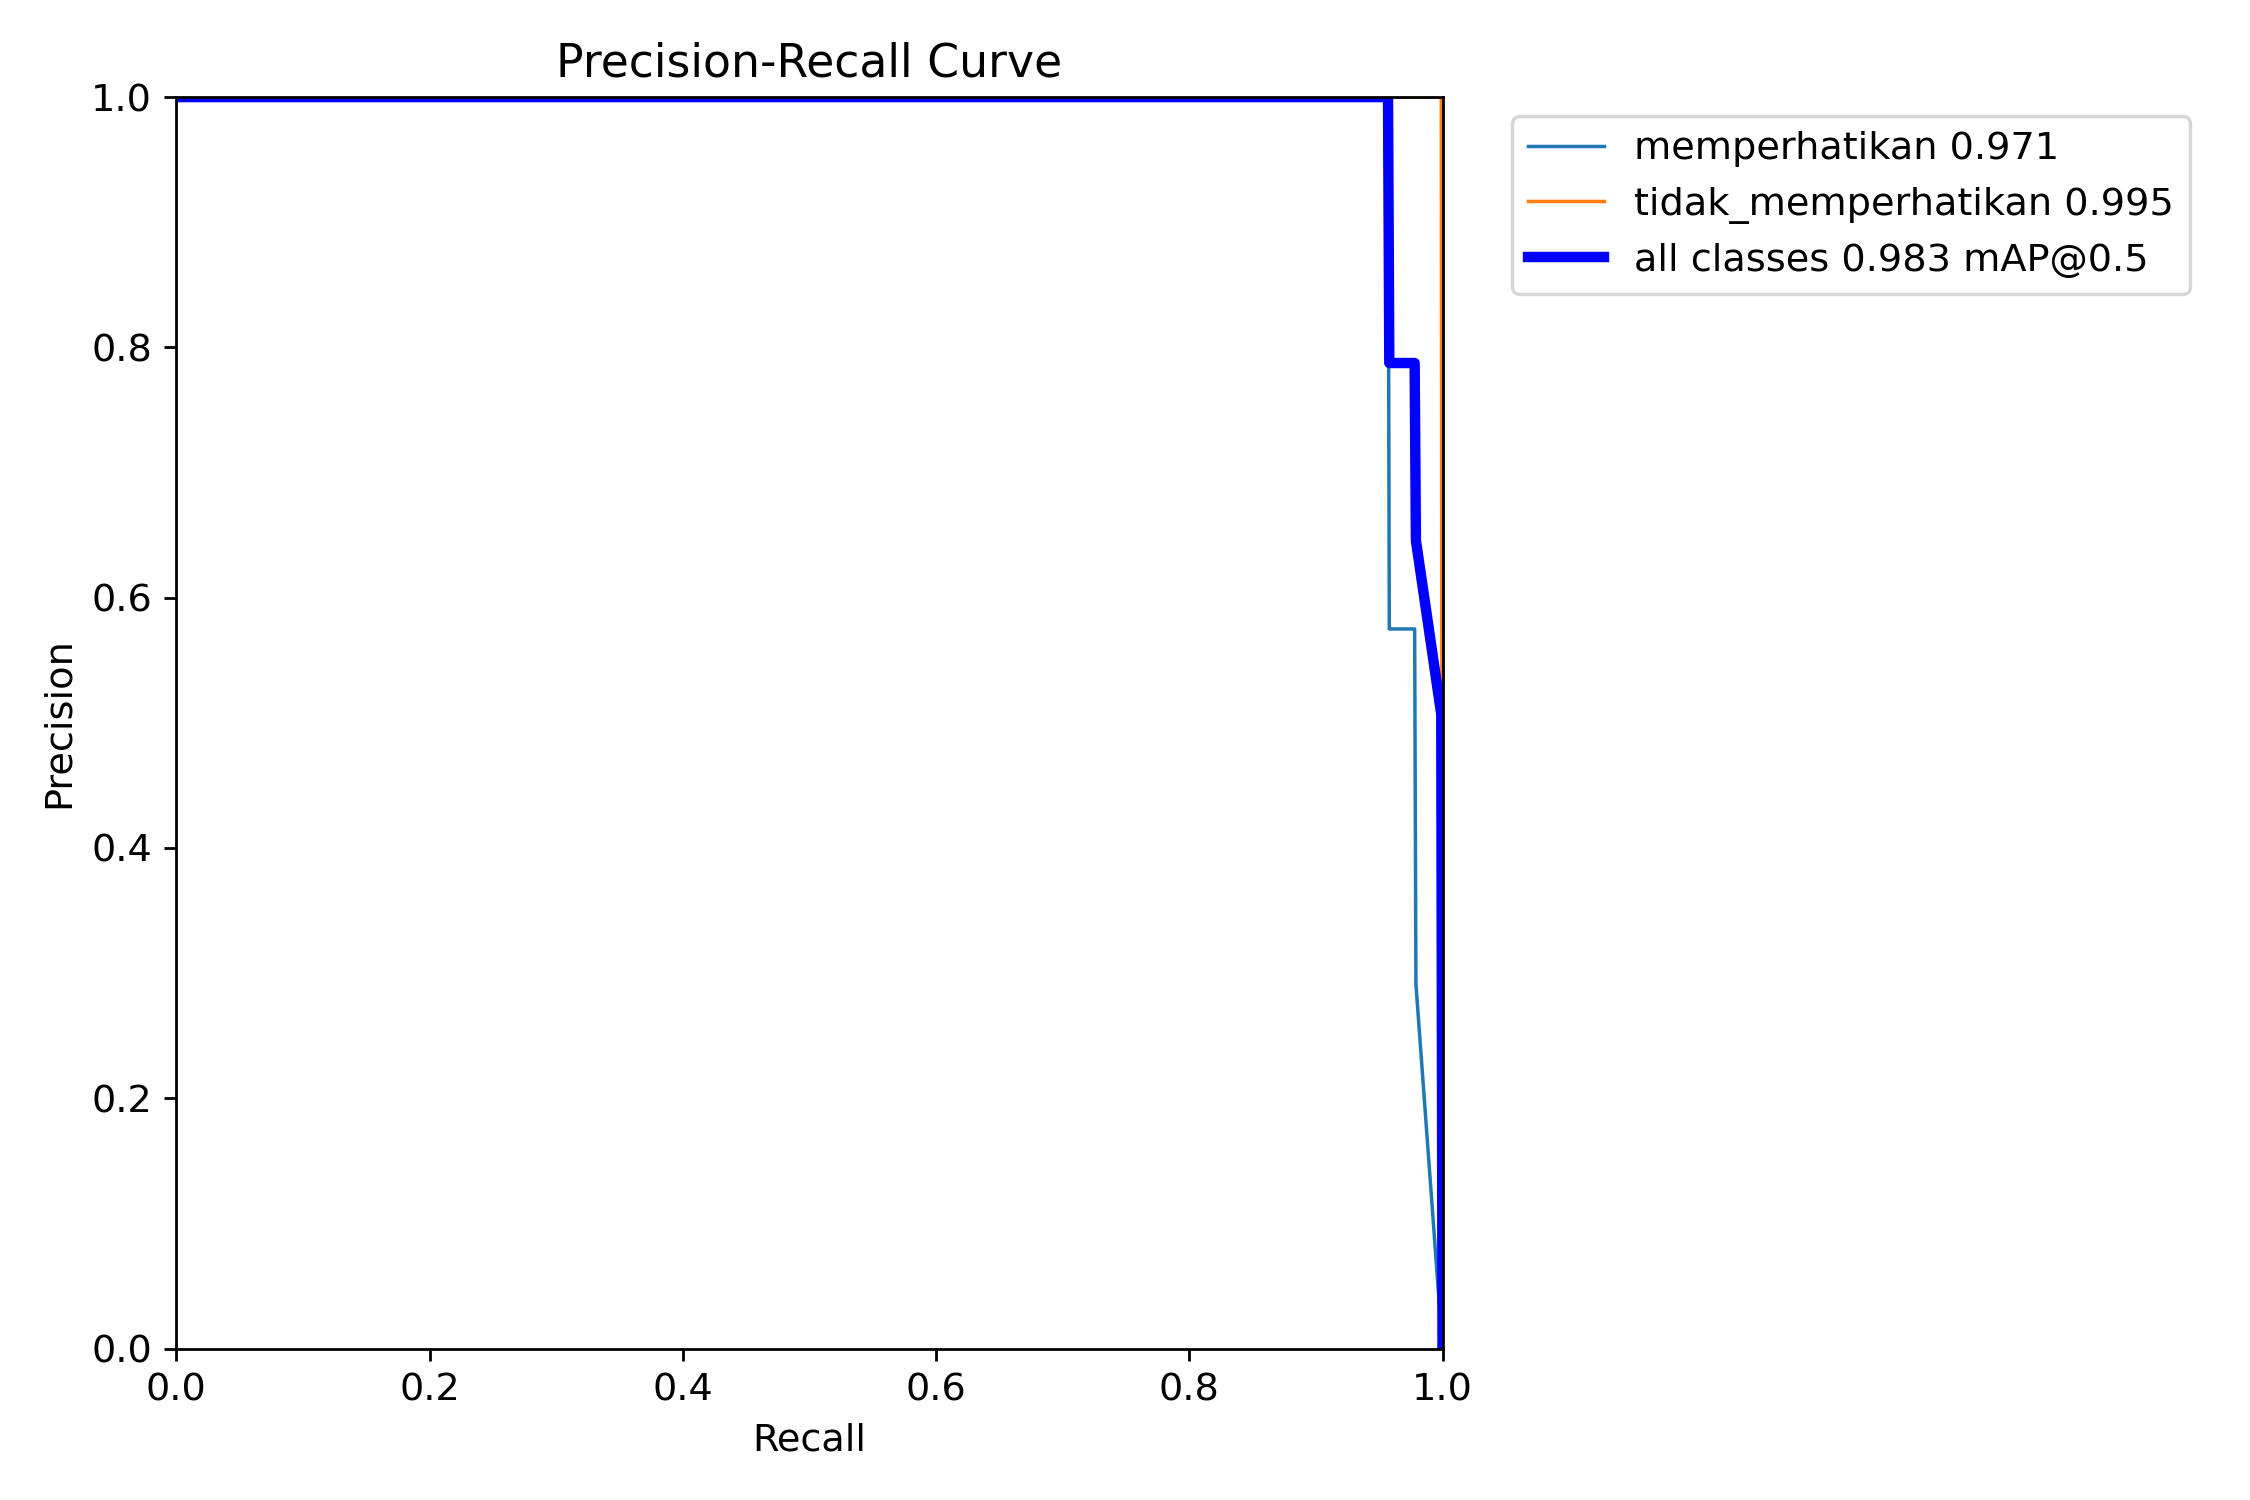 Precision-Recall Curve
1.0
0.8
0.6
0.4
0.2
0.0
Precision
0.0 0.2 0.4 0.6 0.8 1.0
Recall
memperhatikan 0.971
tidak_memperhatikan 0.995
all classes 0.983 mAP@0.5